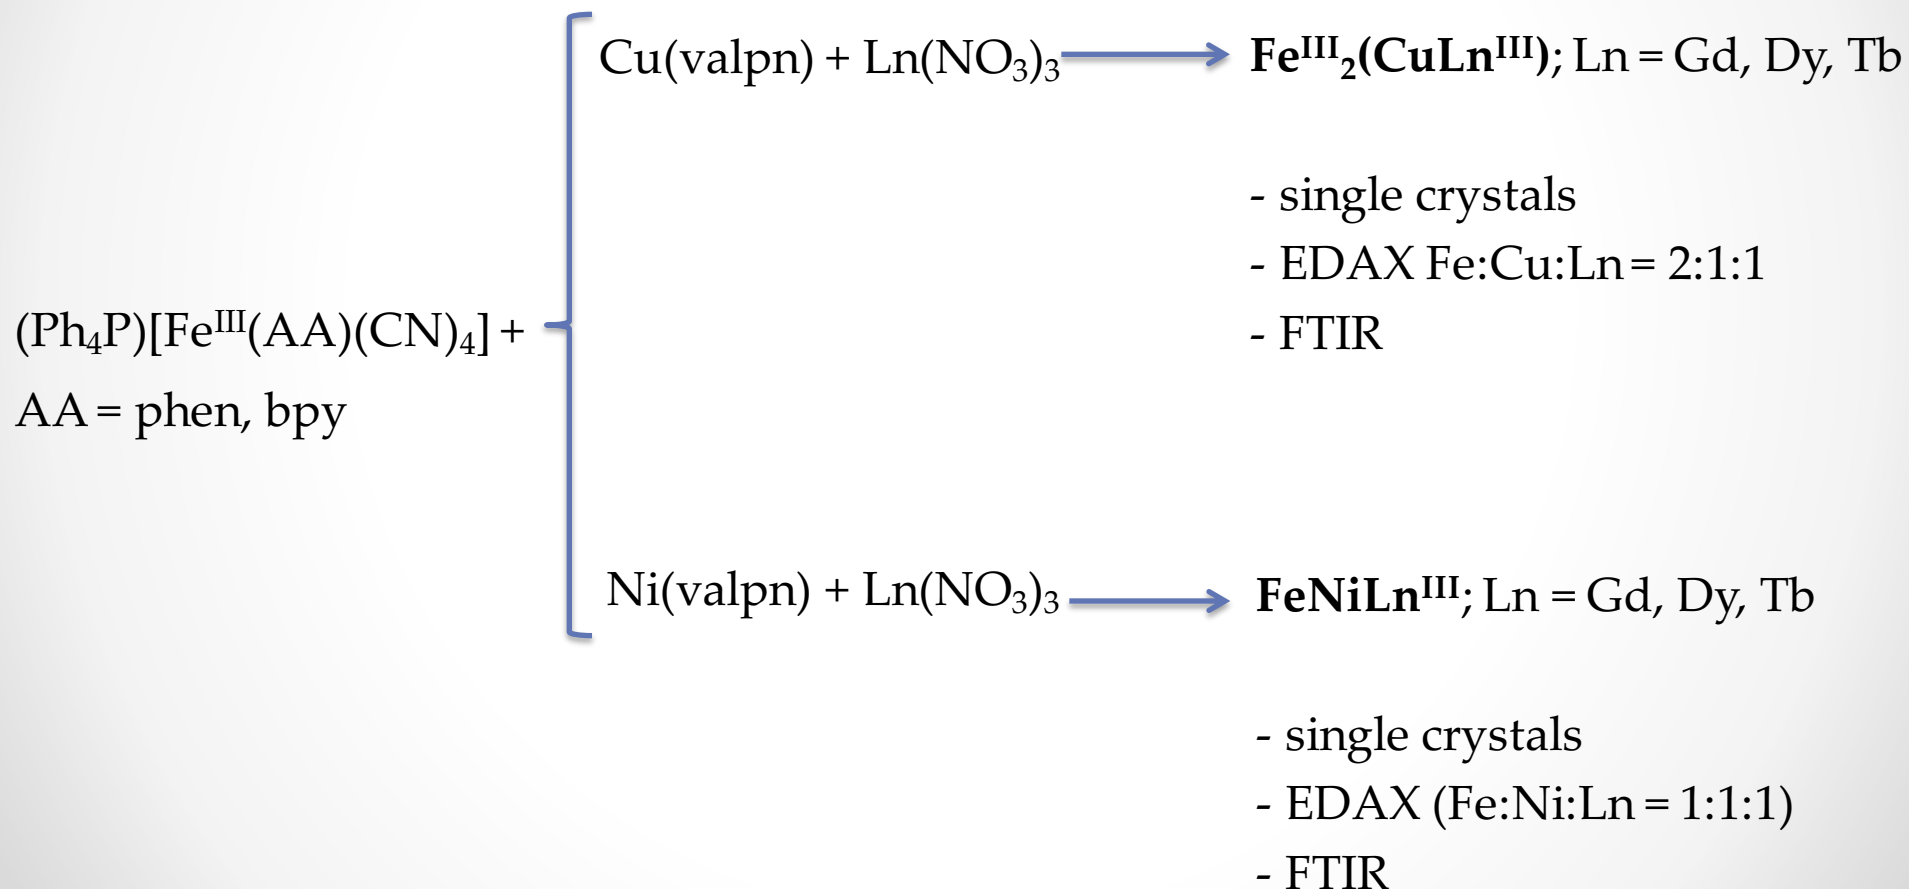 Cu(valpn) + Ln(NO₃)₃ Feᴵᴵᴵ₂(CuLnᴵᴵᴵ); Ln = Gd, Dy, Tb
- single crystals
- EDAX Fe:Cu:Ln = 2:1:1
- FTIR
(Ph₄P)[Feᴵᴵᴵ(AA)(CN)₄] +
AA = phen, bpy
Ni(valpn) + Ln(NO₃)₃ FeNiLnᴵᴵᴵ; Ln = Gd, Dy, Tb
- single crystals
- EDAX (Fe:Ni:Ln = 1:1:1)
- FTIR